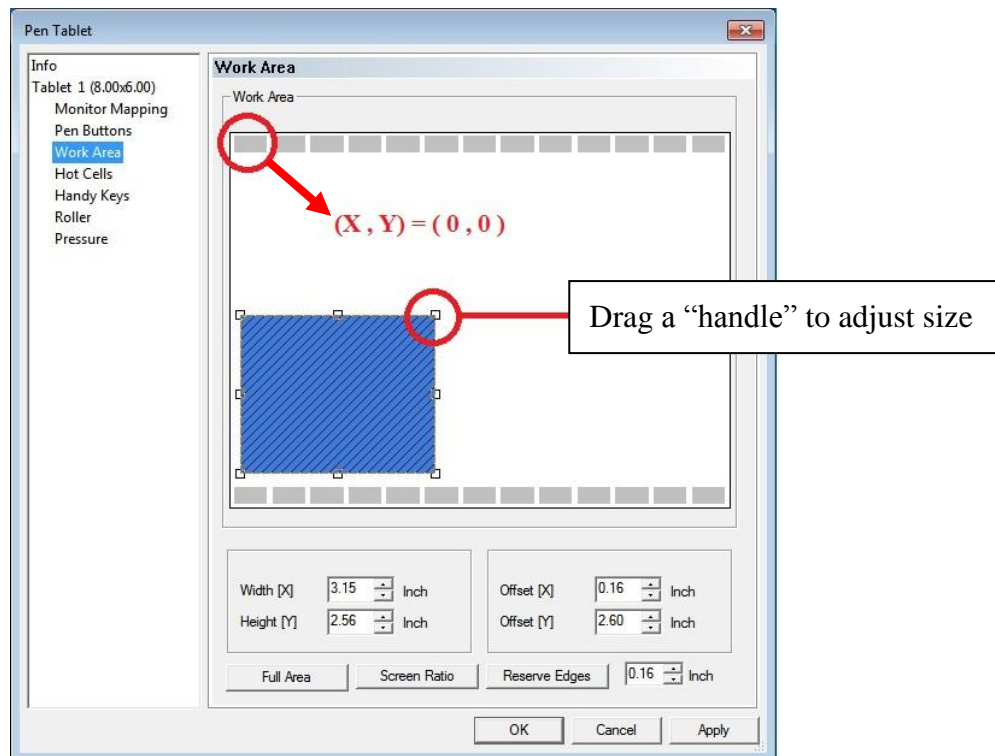 Pen Tablet
Info
Tablet 1 (8.00x6.00)
Monitor Mapping
Pen Buttons
Work Area
Hot Cells
Handy Keys
Roller
Pressure
Work Area
Work Area
(X , Y) = ( 0 , 0 )
Drag a “handle” to adjust size
Width [X] 3.15 Inch
Height [Y] 2.56 Inch
Offset [X] 0.16 Inch
Offset [Y] 2.60 Inch
Full Area Screen Ratio Reserve Edges 0.16 Inch
OK Cancel Apply